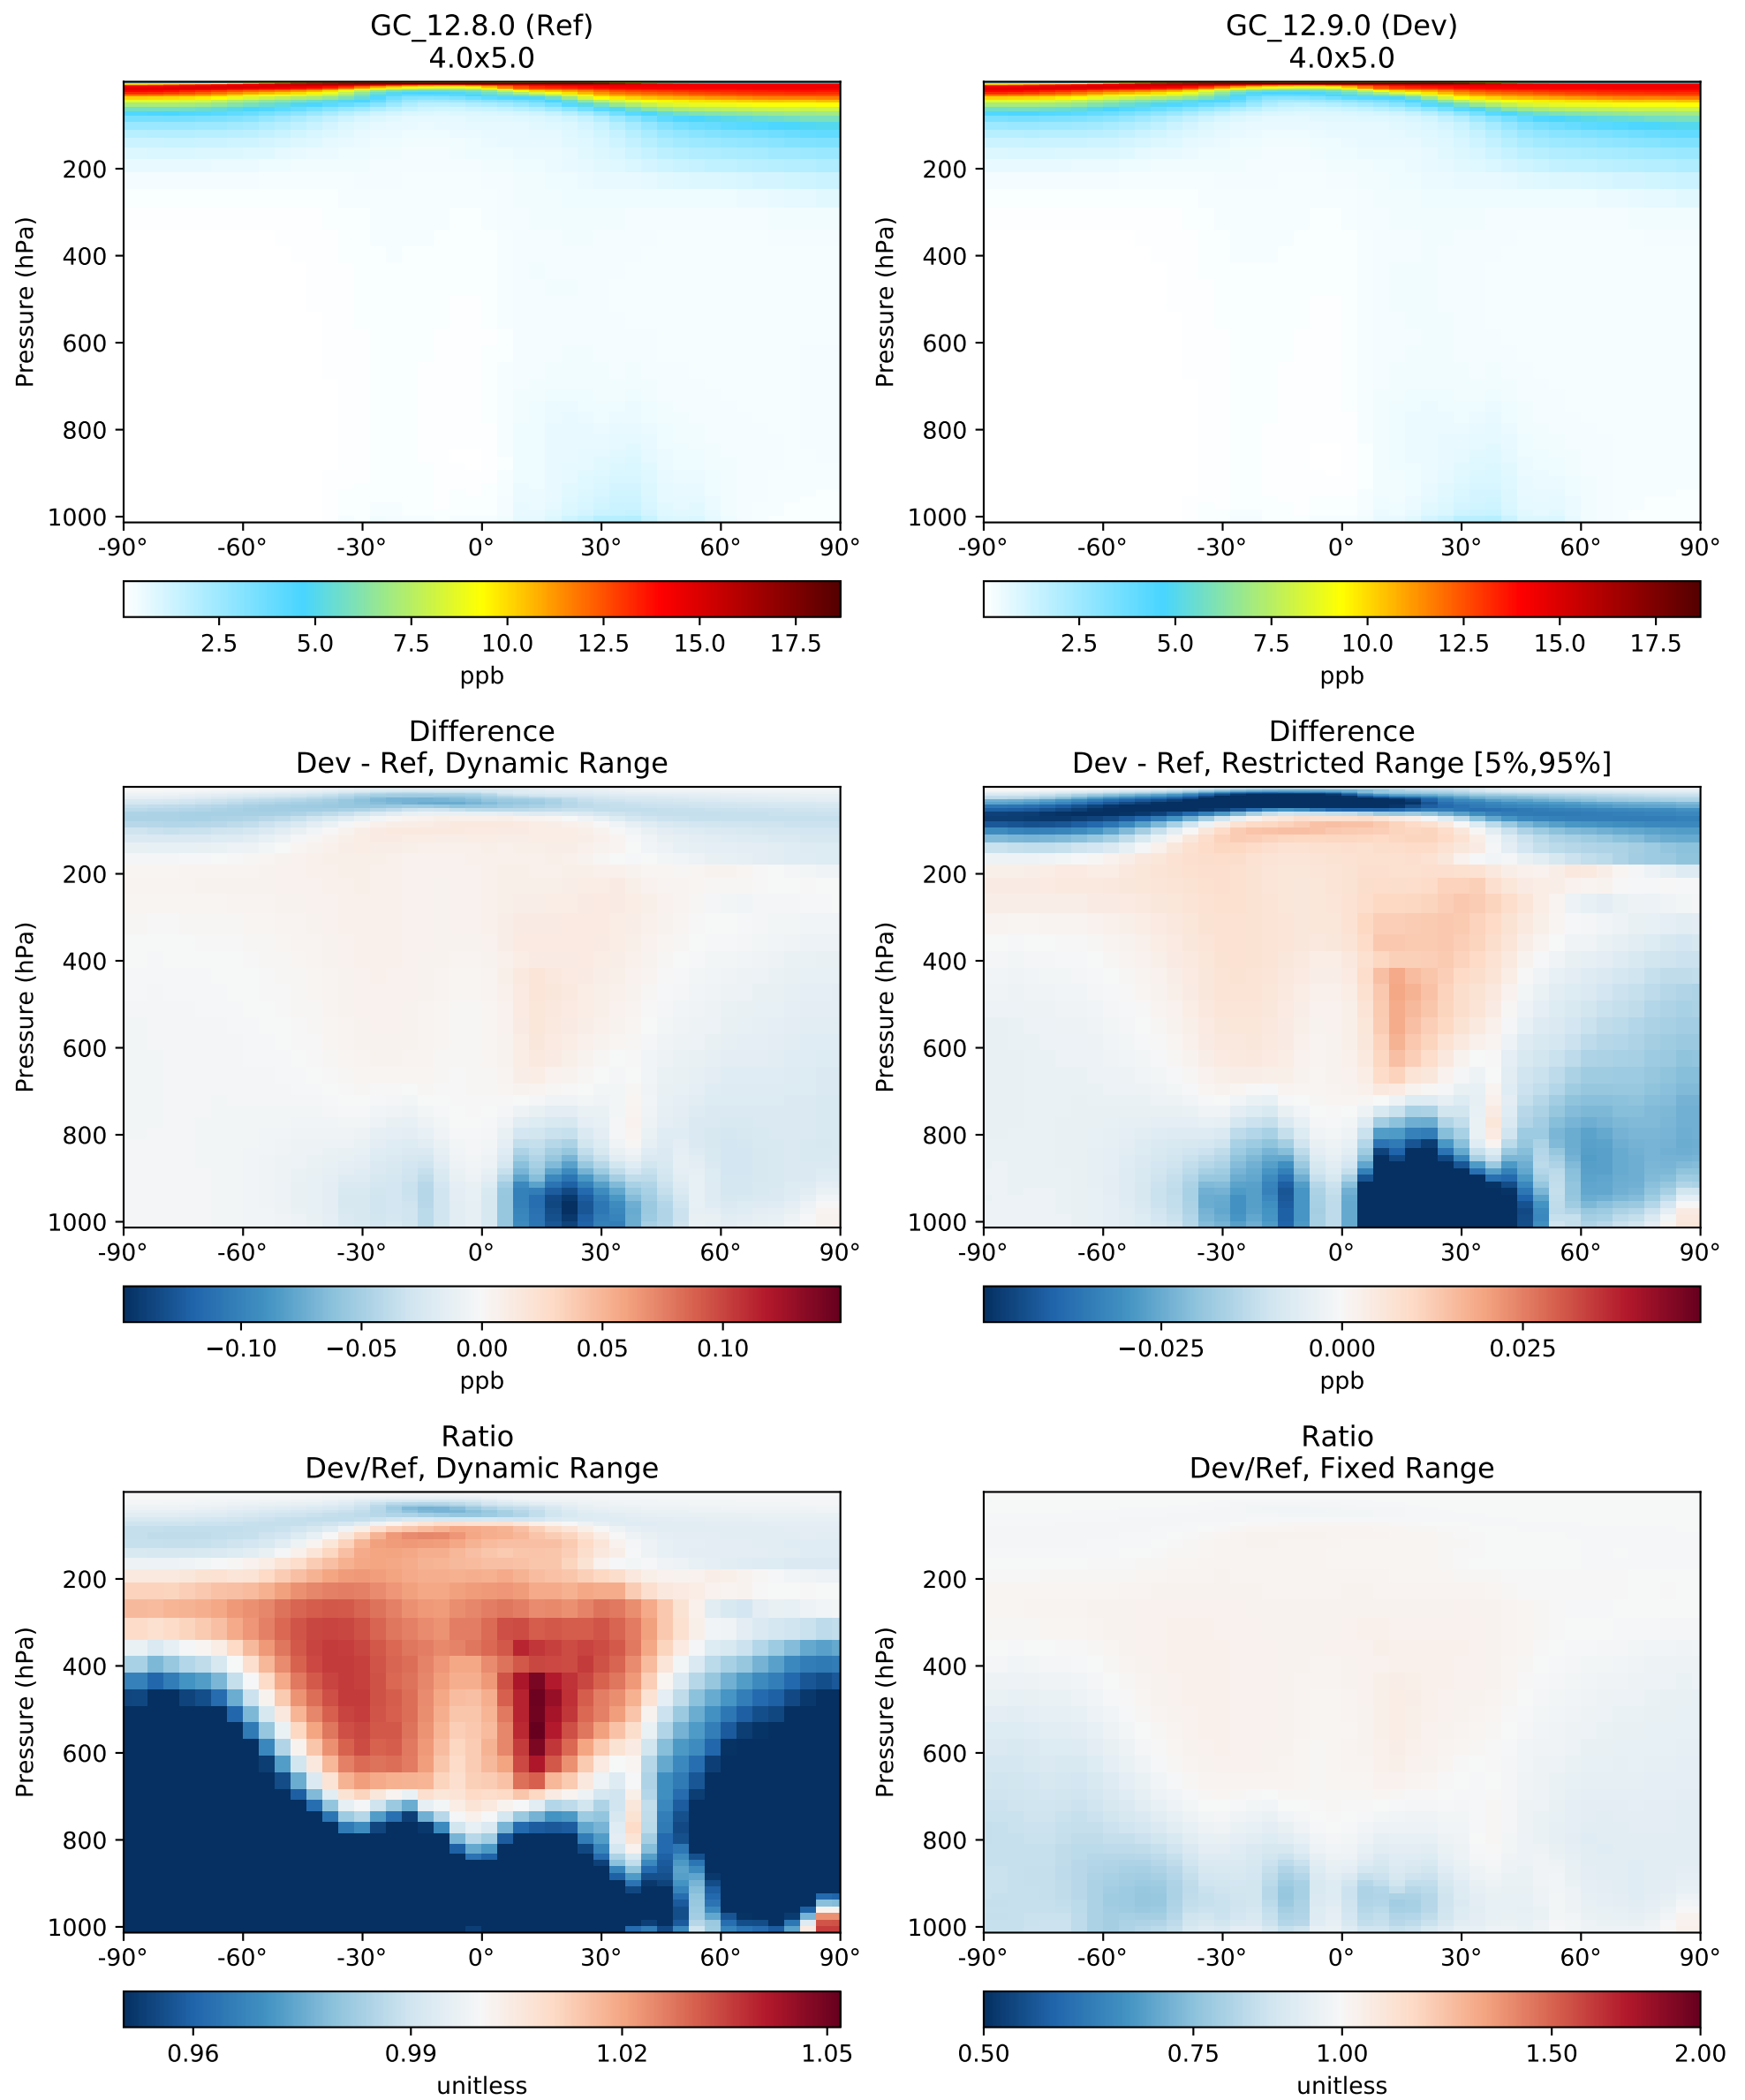 GC_12.8.0 (Ref)
4.0x5.0
Pressure (hPa)
200
400
600
800
1000
-90° -60° -30° 0° 30° 60° 90°
2.5 5.0 7.5 10.0 12.5 15.0 17.5
ppb
GC_12.9.0 (Dev)
4.0x5.0
Pressure (hPa)
200
400
600
800
1000
-90° -60° -30° 0° 30° 60° 90°
2.5 5.0 7.5 10.0 12.5 15.0 17.5
ppb
Difference
Dev - Ref, Dynamic Range
Pressure (hPa)
200
400
600
800
1000
-90° -60° -30° 0° 30° 60° 90°
−0.10 −0.05 0.00 0.05 0.10
ppb
Difference
Dev - Ref, Restricted Range [5%,95%]
Pressure (hPa)
200
400
600
800
1000
-90° -60° -30° 0° 30° 60° 90°
−0.025 0.000 0.025
ppb
Ratio
Dev/Ref, Dynamic Range
Pressure (hPa)
200
400
600
800
1000
-90° -60° -30° 0° 30° 60° 90°
0.96 0.99 1.02 1.05
unitless
Ratio
Dev/Ref, Fixed Range
Pressure (hPa)
200
400
600
800
1000
-90° -60° -30° 0° 30° 60° 90°
0.50 0.75 1.00 1.50 2.00
unitless